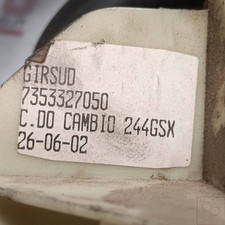 GIRSUD
7353327050
C.DO CAMBIO 244GSX
26-06-02